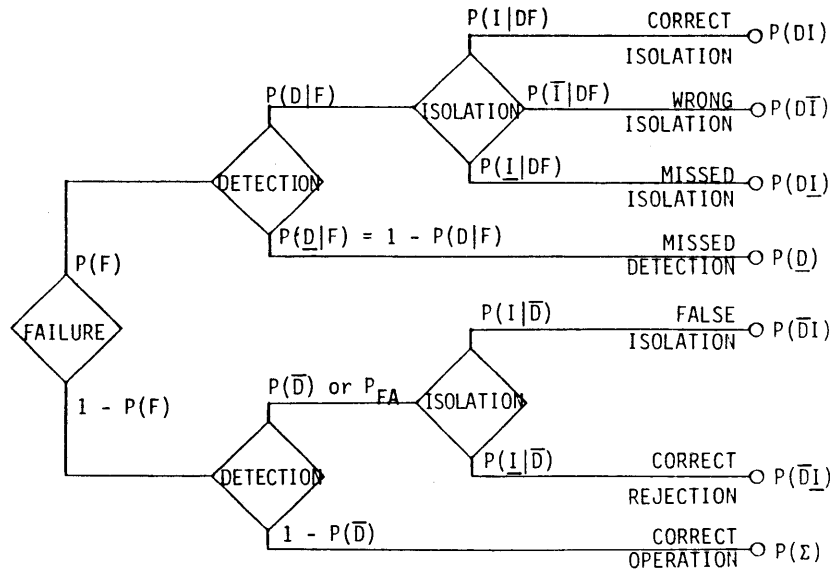 P(I|DF) CORRECT ISOLATION P(DI)
P(D|F) ISOLATION P(I̅|DF) WRONG ISOLATION P(DI̅)
DETECTION P(I̲|DF) MISSED ISOLATION P(DI̲)
P(D̲|F) = 1 - P(D|F) MISSED DETECTION P(D̲)
P(F)
FAILURE
P(I|D̅) FALSE ISOLATION P(D̅I)
1 - P(F)
P(D̅) or P_FA ISOLATION
DETECTION P(I̲|D̅) CORRECT REJECTION P(D̅I̲)
1 - P(D̅) CORRECT OPERATION P(Σ)